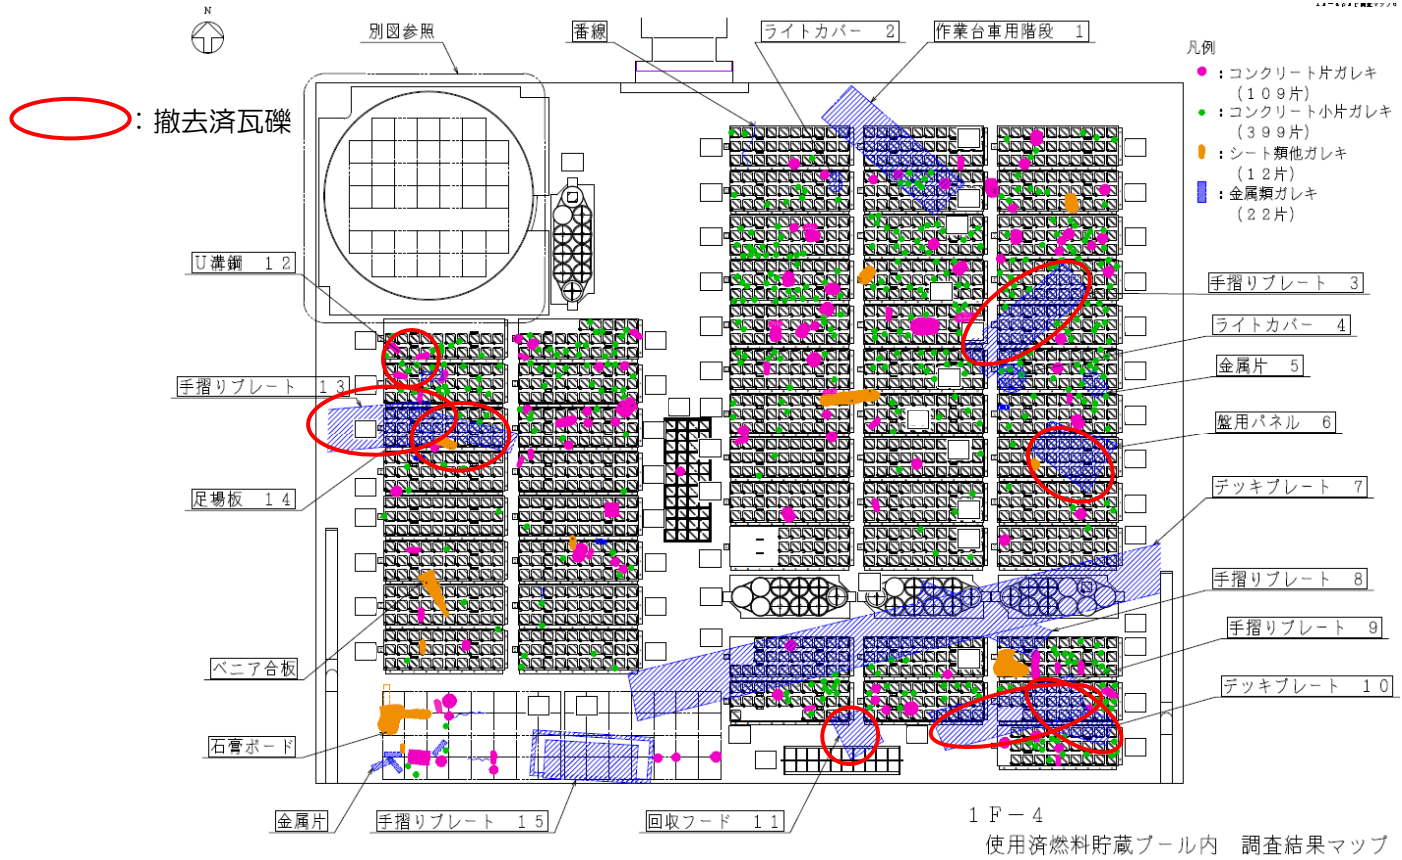 N
別図参照
番線
ライトカバー 2
作業台車用階段 1
凡例
：コンクリート片ガレキ
（１０９片）
：コンクリート小片ガレキ
（３９９片）
：シート類他ガレキ
（１２片）
：金属類ガレキ
（２２片）
：撤去済瓦礫
U溝鋼 １２
手摺りプレート ３
ライトカバー ４
金属片 ５
手摺りプレート １３
盤用パネル ６
足場板 １４
デッキプレート ７
手摺りプレート ８
手摺りプレート ９
ベニア合板
デッキプレート １０
石膏ボード
金属片
手摺りプレート １５
回収フード １１
１Ｆ－４
使用済燃料貯蔵プール内 調査結果マップ